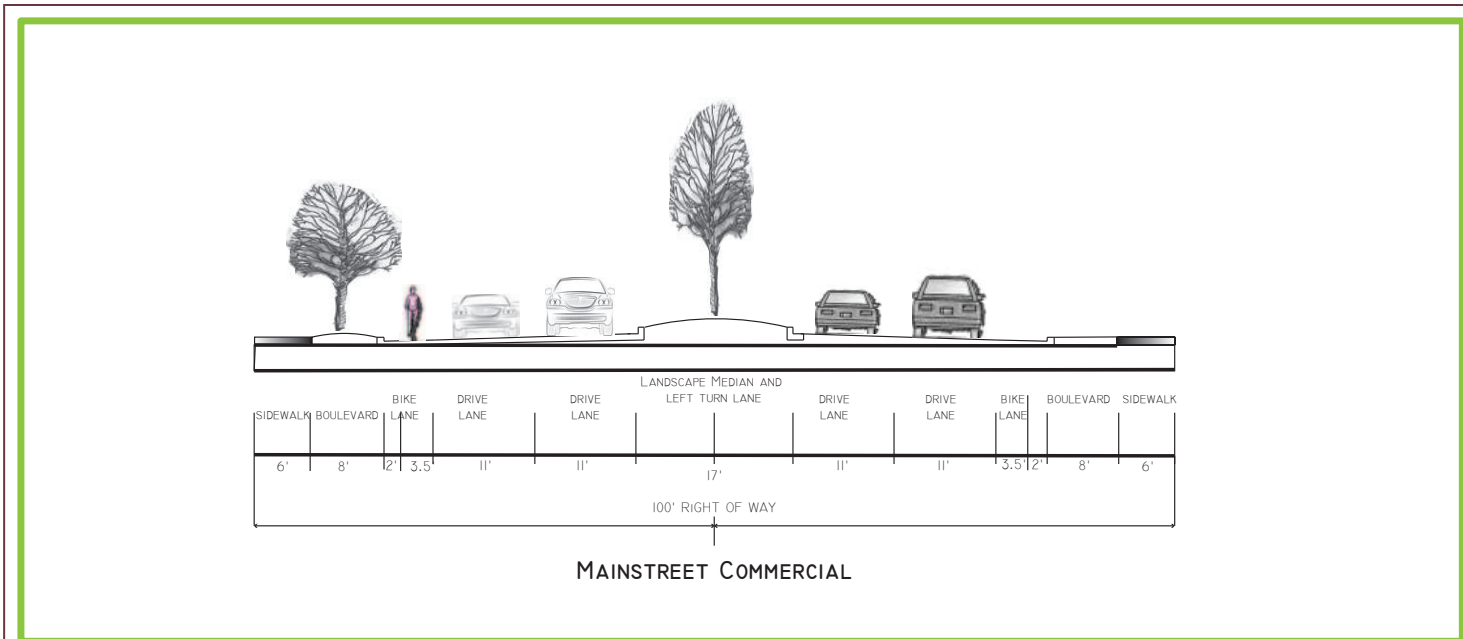 LANDSCAPE MEDIAN AND
LEFT TURN LANE
SIDEWALK BOULEVARD BIKE LANE DRIVE LANE DRIVE LANE DRIVE LANE DRIVE LANE BIKE LANE BOULEVARD SIDEWALK
6' 8' 2' 3.5 11' 11' 17' 11' 11' 3.5' 2' 8' 6'
100' RIGHT OF WAY
MAINSTREET COMMERCIAL